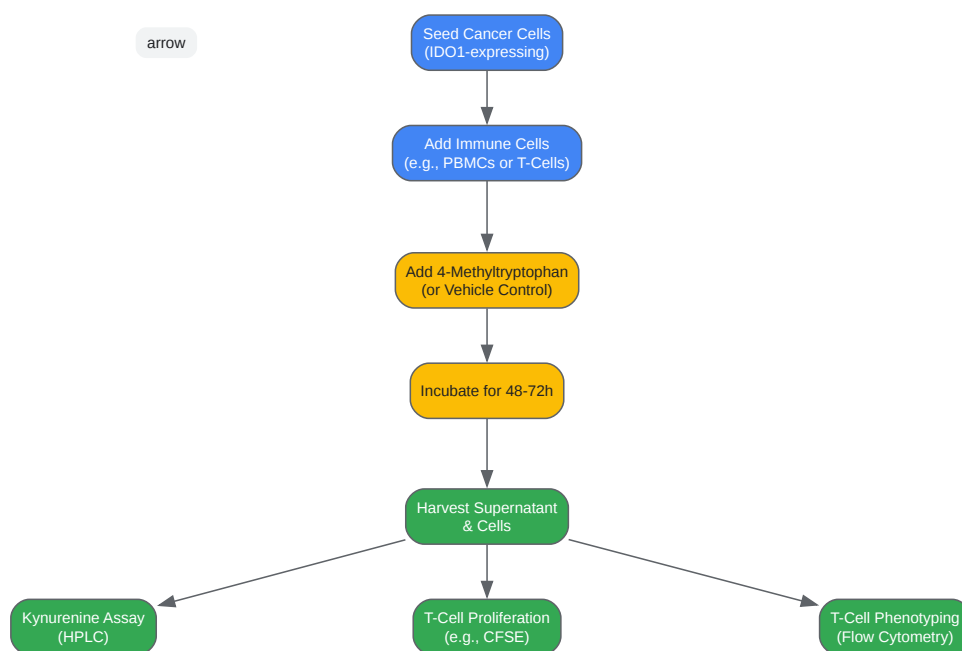 arrow
Seed Cancer Cells
(IDO1-expressing)
Add Immune Cells
(e.g., PBMCs or T-Cells)
Add 4-Methyltryptophan
(or Vehicle Control)
Incubate for 48-72h
Harvest Supernatant
& Cells
Kynurenine Assay
(HPLC)
T-Cell Proliferation
(e.g., CFSE)
T-Cell Phenotyping
(Flow Cytometry)